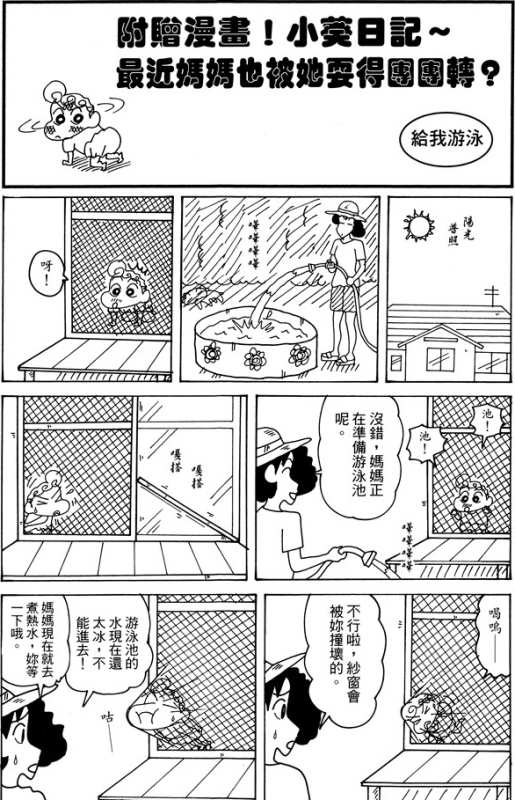 附贈漫畫！小葵日記～
最近媽媽也被她耍得團團轉？
給我游泳
陽光
普照
嘩嘩嘩嘩
呀！
池！
池！
沒錯，媽媽正
在準備游泳池
呢。
嘩嘩嘩嘩
嘎搭
嘎搭
喝嗚——
不行啦，紗窗會
被妳撞壞的。
游泳池的
水現在還
太冰，不
能進去！
咕——
媽媽現在就去
煮熱水，妳等
一下哦。